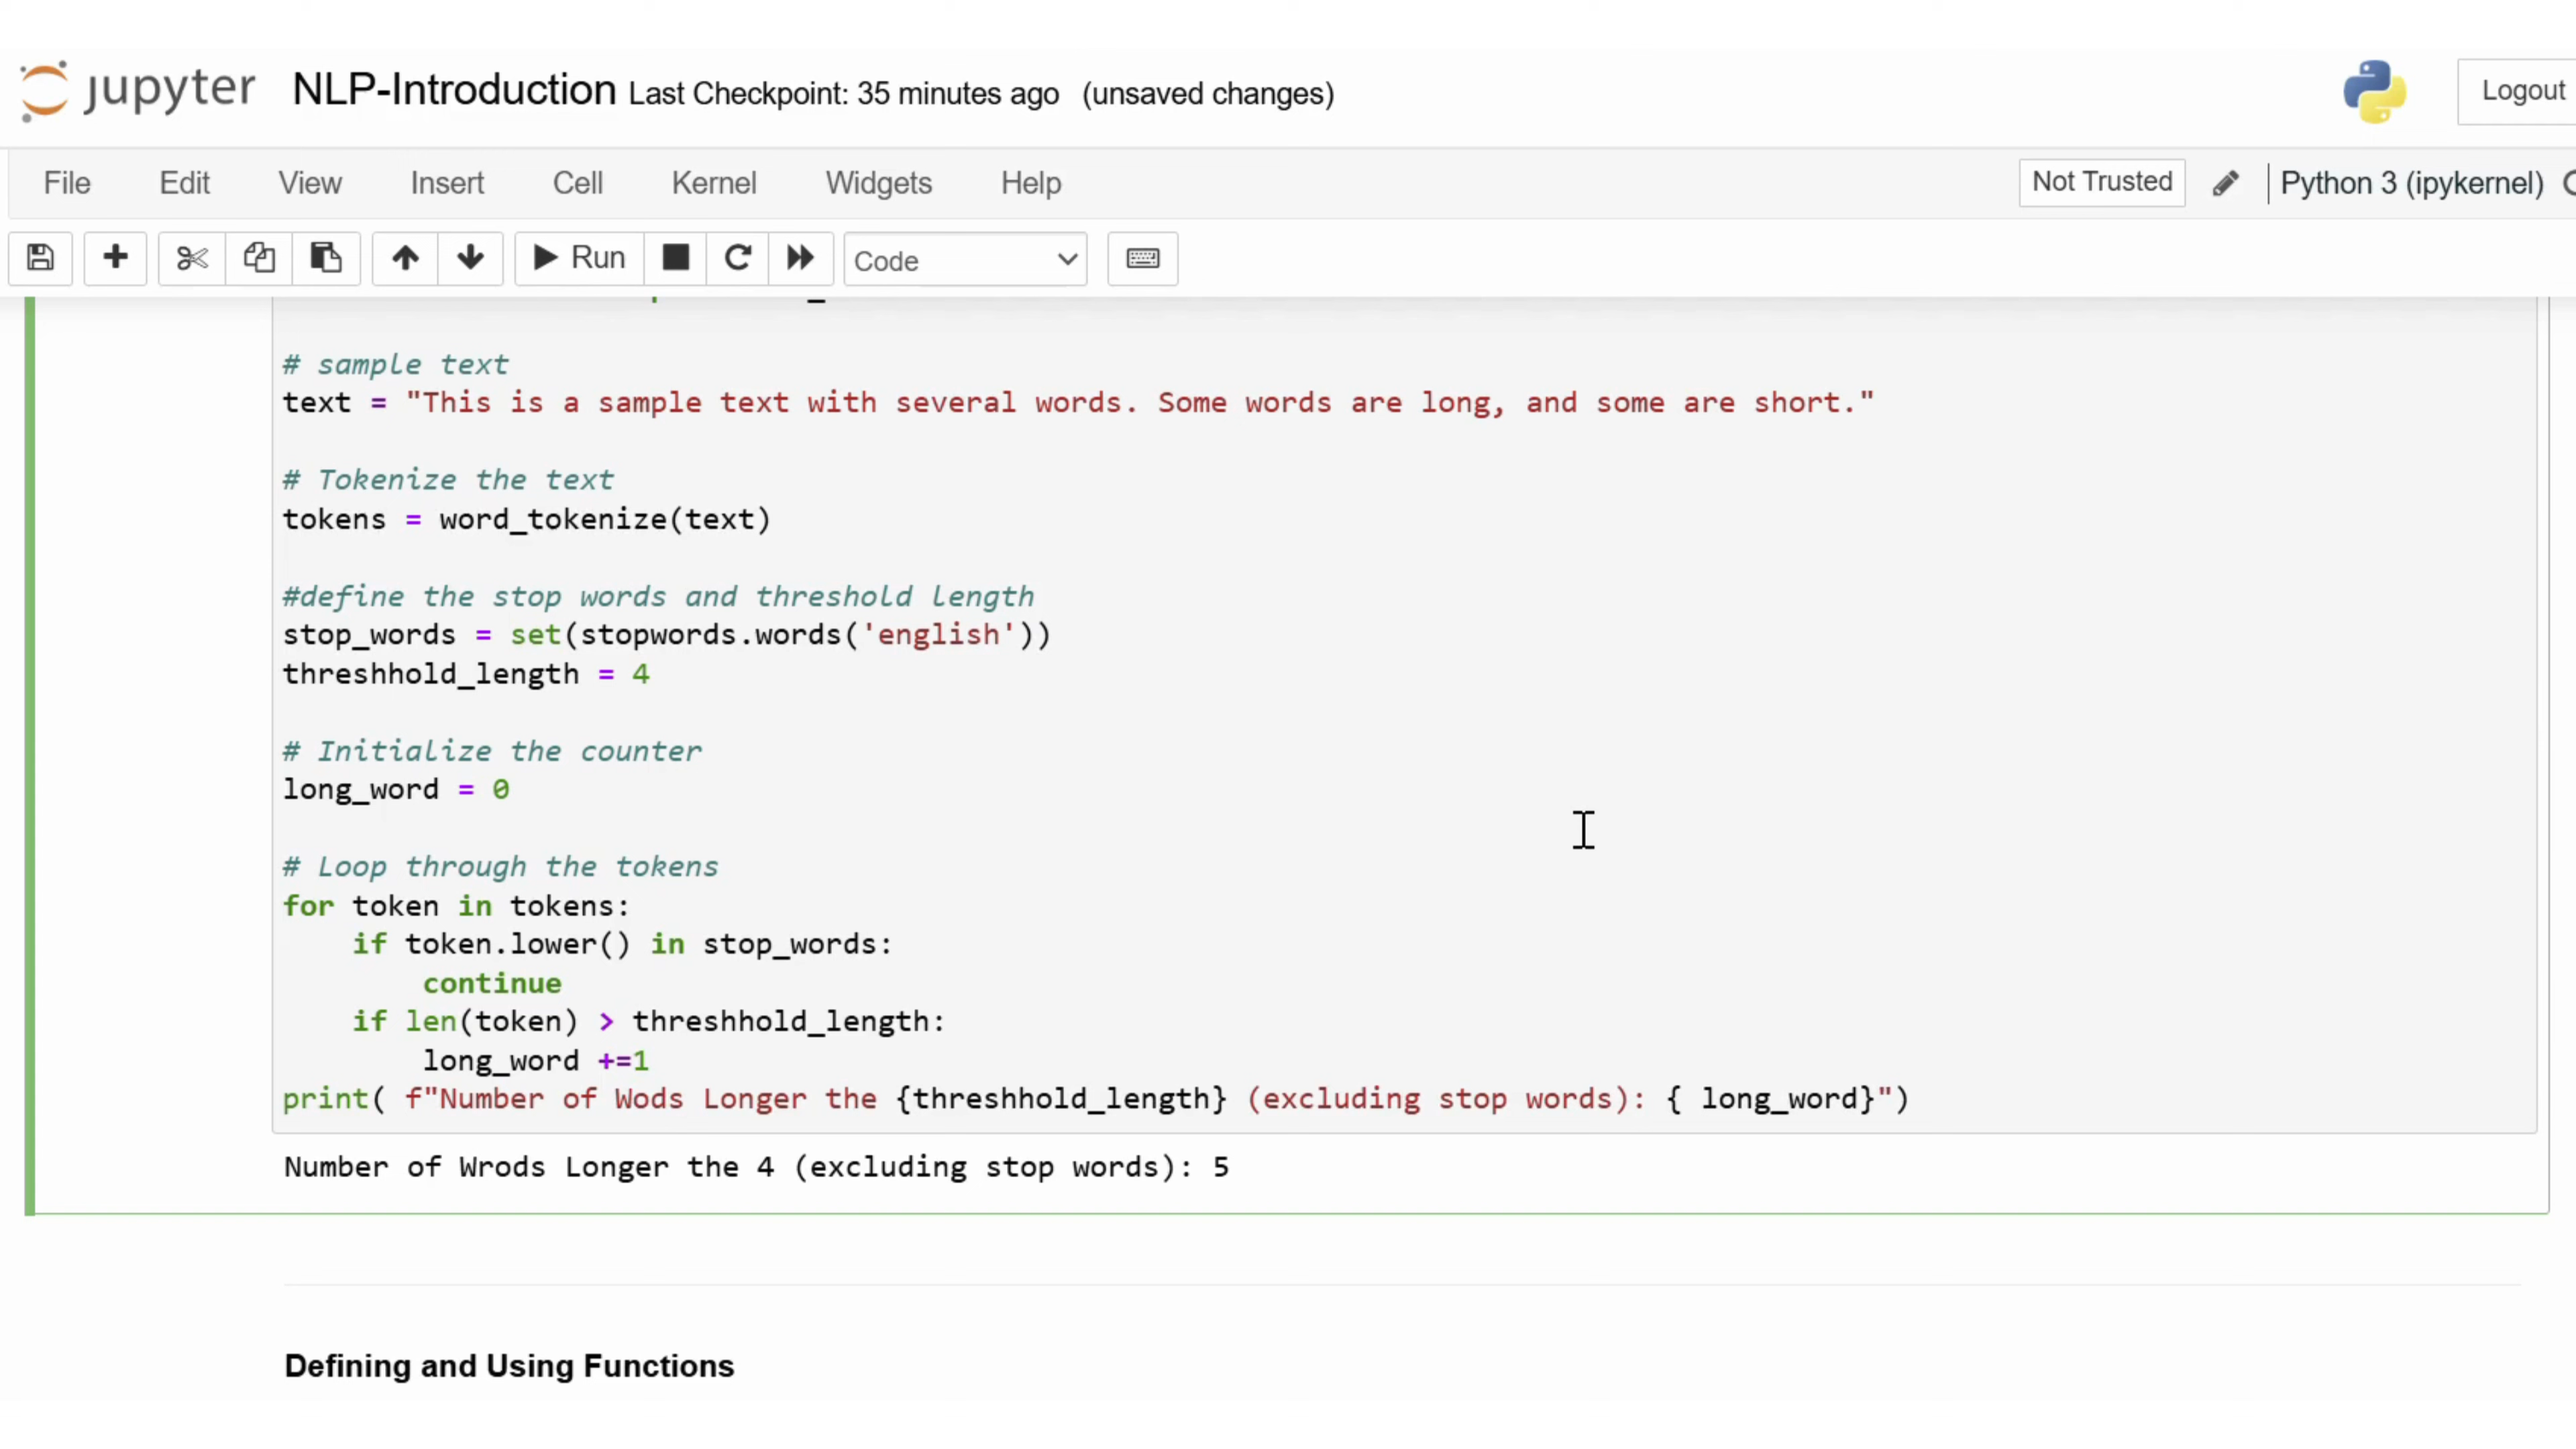 jupyter NLP-Introduction Last Checkpoint: 35 minutes ago (unsaved changes) Logout
File Edit View Insert Cell Kernel Widgets Help Not Trusted Python 3 (ipykernel)
Run Code
# sample text
text = "This is a sample text with several words. Some words are long, and some are short."
# Tokenize the text
tokens = word_tokenize(text)
#define the stop words and threshold length
stop_words = set(stopwords.words('english'))
threshhold_length = 4
# Initialize the counter
long_word = 0
# Loop through the tokens
for token in tokens:
if token.lower() in stop_words:
continue
if len(token) > threshhold_length:
long_word +=1
print( f"Number of Wods Longer the {threshhold_length} (excluding stop words): { long_word}")
Number of Wrods Longer the 4 (excluding stop words): 5
Defining and Using Functions